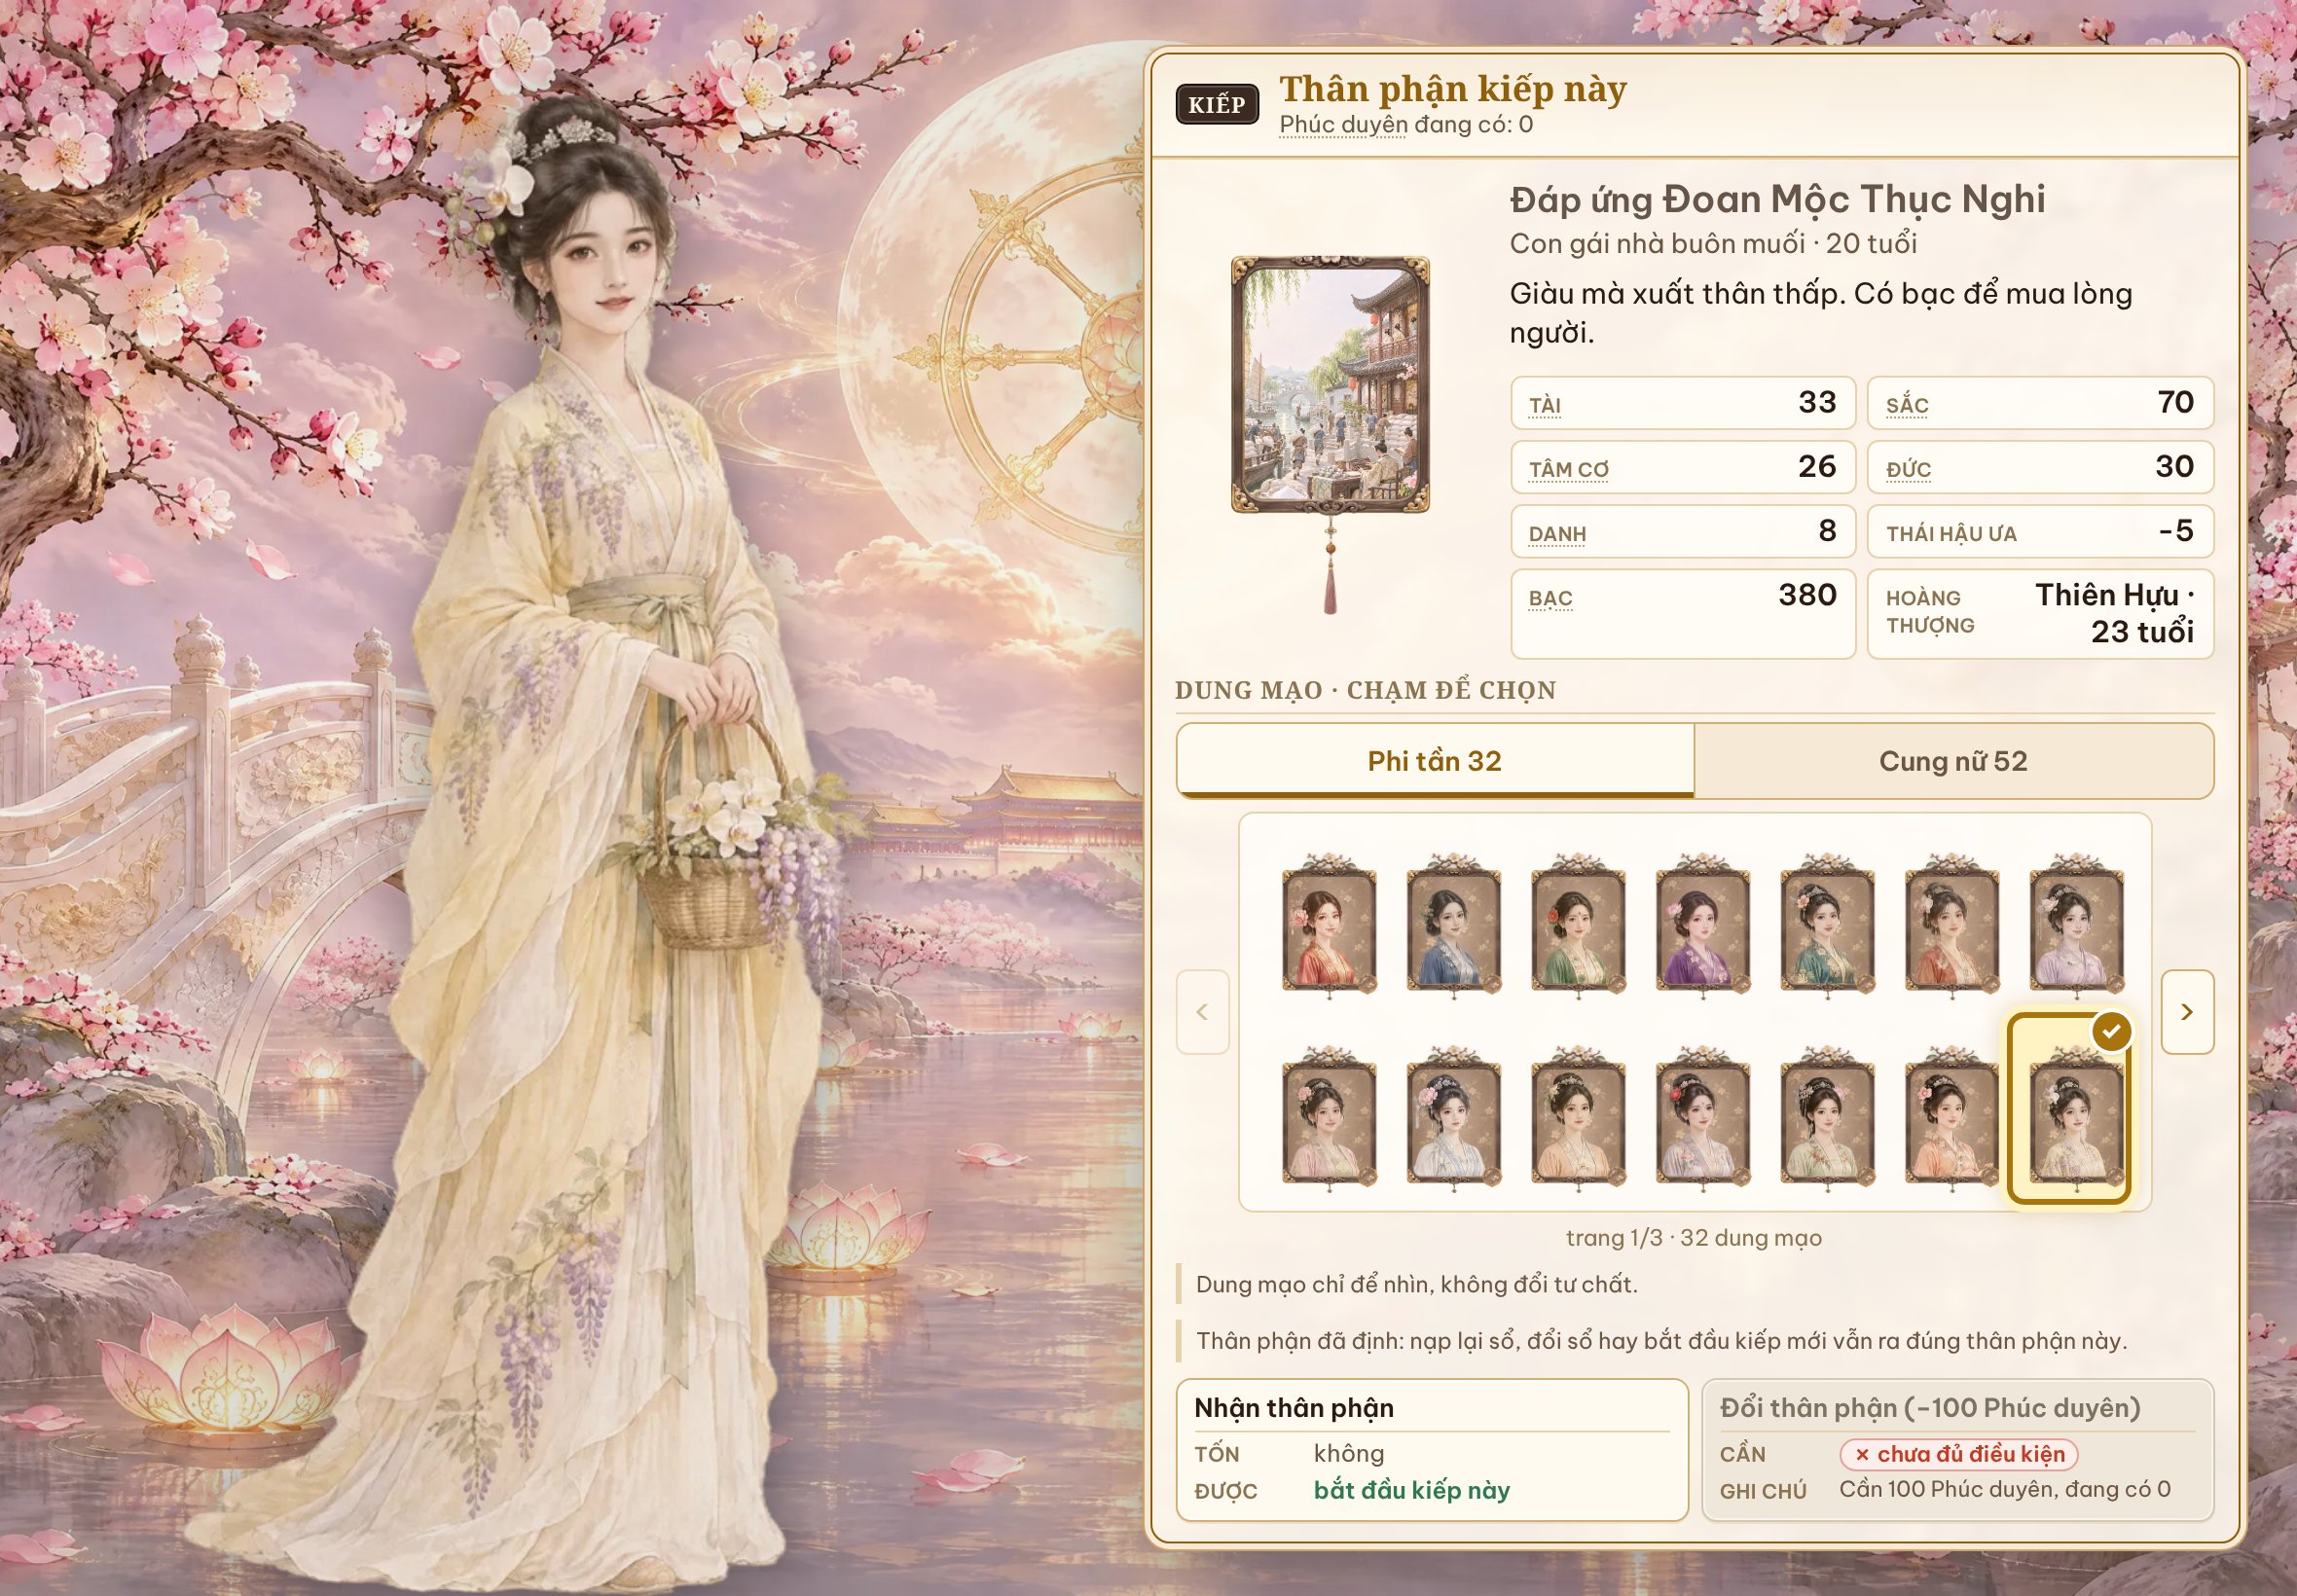 KIẾP
Thân phận kiếp này
Phúc duyên đang có: 0
Đáp ứng Đoan Mộc Thục Nghi
Con gái nhà buôn muối · 20 tuổi
Giàu mà xuất thân thấp. Có bạc để mua lòng
người.
TÀI 33
SẮC 70
TÂM CƠ 26
ĐỨC 30
DANH 8
THÁI HẬU ƯA -5
BẠC 380
HOÀNG THƯỢNG Thiên Hựu · 23 tuổi
DUNG MẠO · CHẠM ĐỂ CHỌN
Phi tần 32
Cung nữ 52
trang 1/3 · 32 dung mạo
Dung mạo chỉ để nhìn, không đổi tư chất.
Thân phận đã định: nạp lại sổ, đổi sổ hay bắt đầu kiếp mới vẫn ra đúng thân phận này.
Nhận thân phận
TỐN không
ĐƯỢC bắt đầu kiếp này
Đổi thân phận (-100 Phúc duyên)
CẦN × chưa đủ điều kiện
GHI CHÚ Cần 100 Phúc duyên, đang có 0